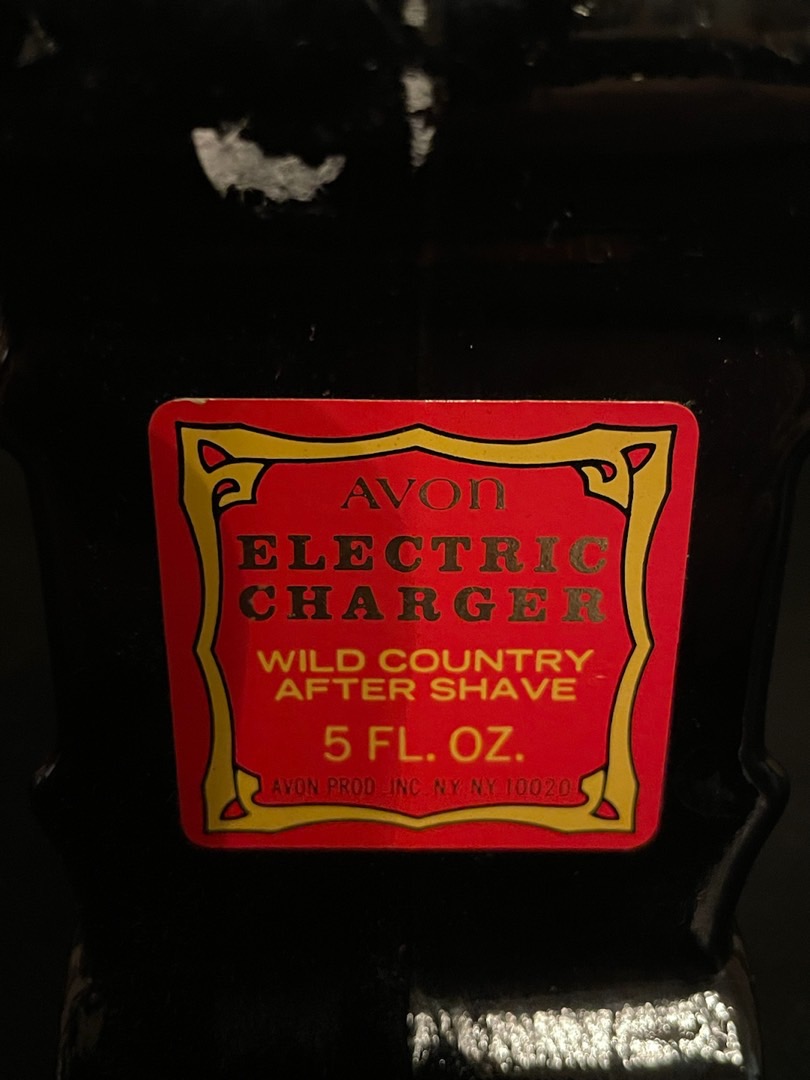 AVON
ELECTRIC
CHARGER
WILD COUNTRY
AFTER SHAVE
5 FL. OZ.
AVON PROD. INC. N.Y. N.Y. 10020